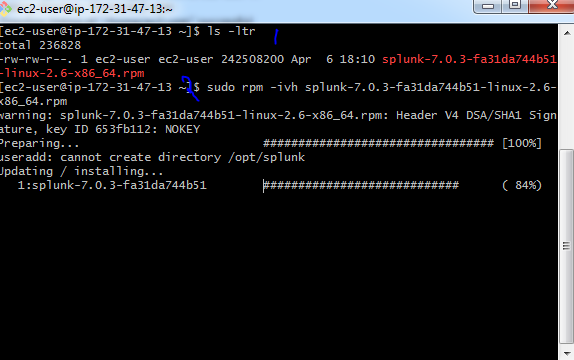 ec2-user@ip-172-31-47-13:~
[ec2-user@ip-172-31-47-13 ~]$ ls -ltr 1
total 236828
-rw-rw-r--. 1 ec2-user ec2-user 242508200 Apr  6 18:10 splunk-7.0.3-fa31da744b51
-linux-2.6-x86_64.rpm
[ec2-user@ip-172-31-47-13 ~]$ sudo rpm -ivh splunk-7.0.3-fa31da744b51-linux-2.6-
x86_64.rpm
2
warning: splunk-7.0.3-fa31da744b51-linux-2.6-x86_64.rpm: Header V4 DSA/SHA1 Sign
ature, key ID 653fb112: NOKEY
Preparing...                          ################################# [100%]
useradd: cannot create directory /opt/splunk
Updating / installing...
   1:splunk-7.0.3-fa31da744b51        ############################      ( 84%)